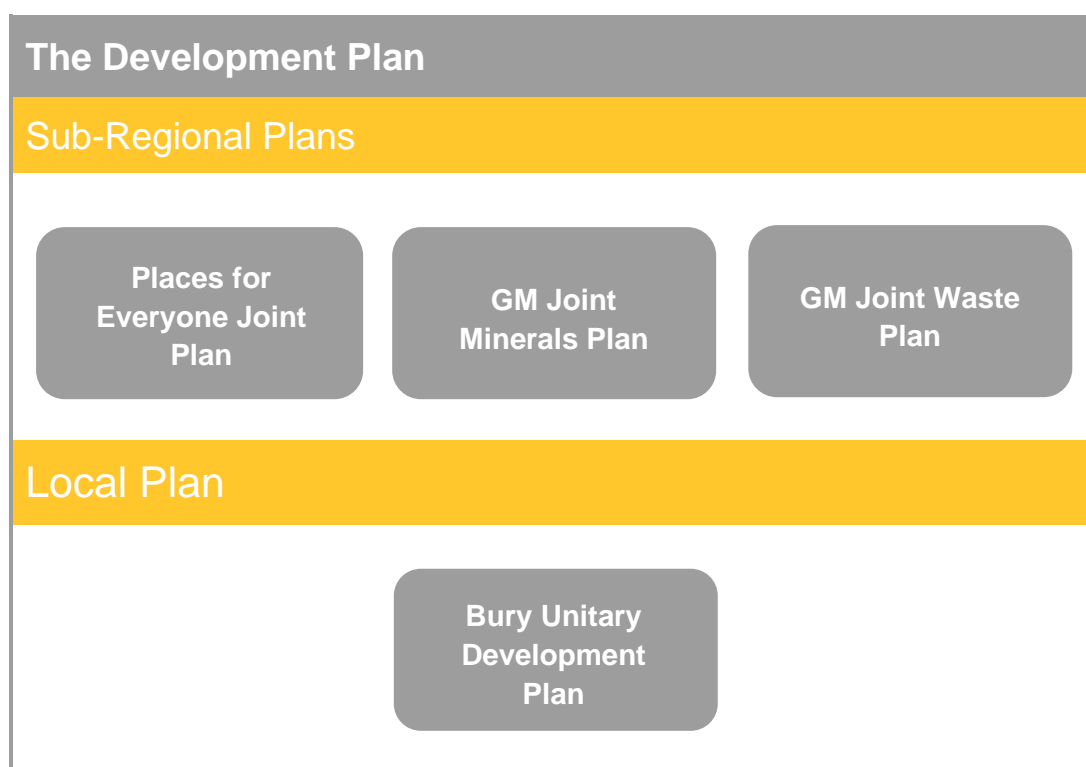 The Development Plan
Sub-Regional Plans
Places for
Everyone Joint
Plan
GM Joint
Minerals Plan
GM Joint Waste
Plan
Local Plan
Bury Unitary
Development
Plan